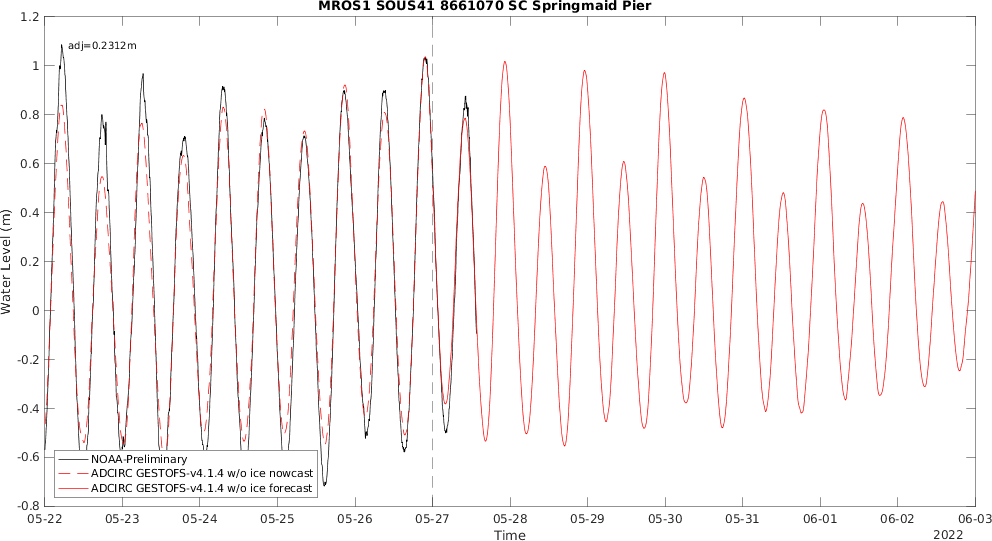 MROS1 SOUS41 8661070 SC Springmaid Pier
adj=0.2312m
1.2
1
0.8
0.6
0.4
0.2
0
-0.2
-0.4
-0.6
-0.8
Water Level (m)
NOAA-Preliminary
ADCIRC GESTOFS-v4.1.4 w/o ice nowcast
ADCIRC GESTOFS-v4.1.4 w/o ice forecast
05-22 05-23 05-24 05-25 05-26 05-27 05-28 05-29 05-30 05-31 06-01 06-02 06-03
Time
2022